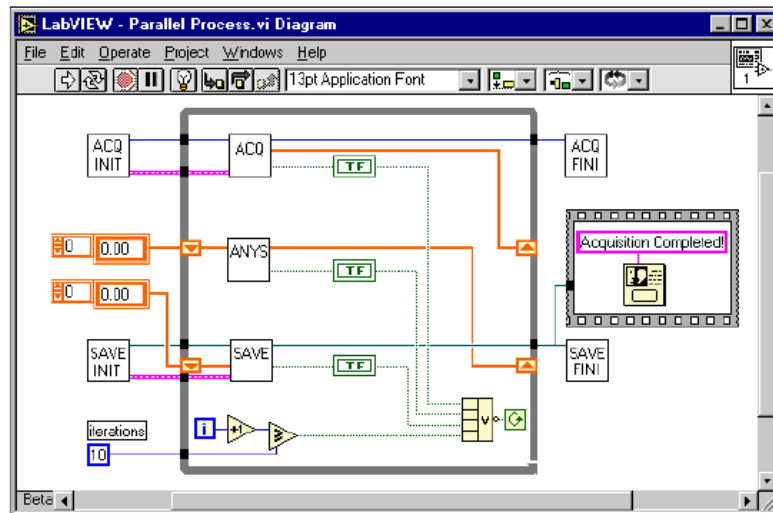 LabVIEW - Parallel Process.vi Diagram
File Edit Operate Project Windows Help
13pt Application Font
1
ACQ INIT
ACQ
ACQ FINI
TF
0 0.00
ANYS
TF
Acquisition Completed!
0 0.00
SAVE INIT
SAVE
SAVE FINI
TF
i
+1
≥
V
iterations
10
Beta